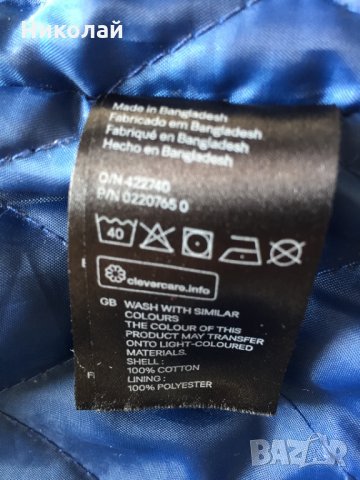 Николай
Made in Bangladesh
Fabricado em Bangladesh
Fabriqué en Bangladesh
Hecho en Bangladesh
O/N 422740
P/N 0220765 0
40
clevercare.info
GB WASH WITH SIMILAR
COLOURS
THE COLOUR OF THIS
PRODUCT MAY TRANSFER
ONTO LIGHT-COLOURED
MATERIALS.
SHELL :
100% COTTON
LINING :
100% POLYESTER
BAZAR